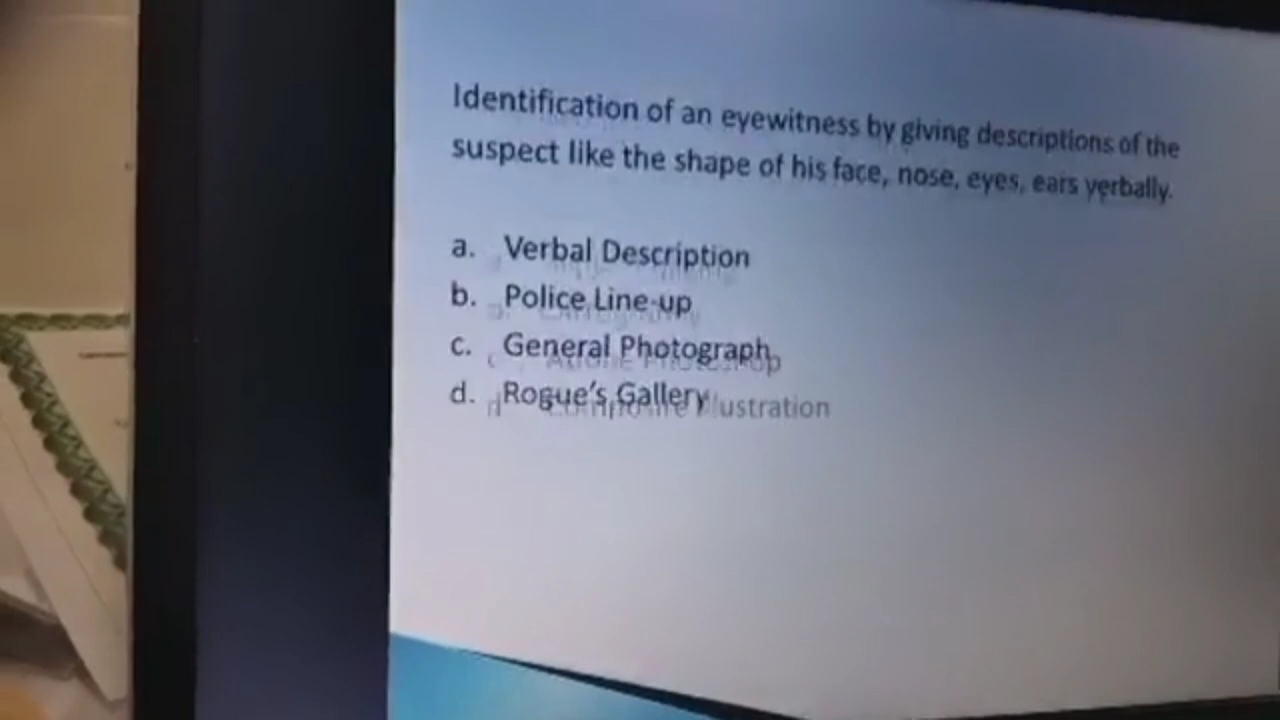 Identification of an eyewitness by giving descriptions of the
suspect like the shape of his face, nose, eyes, ears verbally.
a. Verbal Description
b. Police Line-up
c. General Photograph
d. Rogue's Gallery